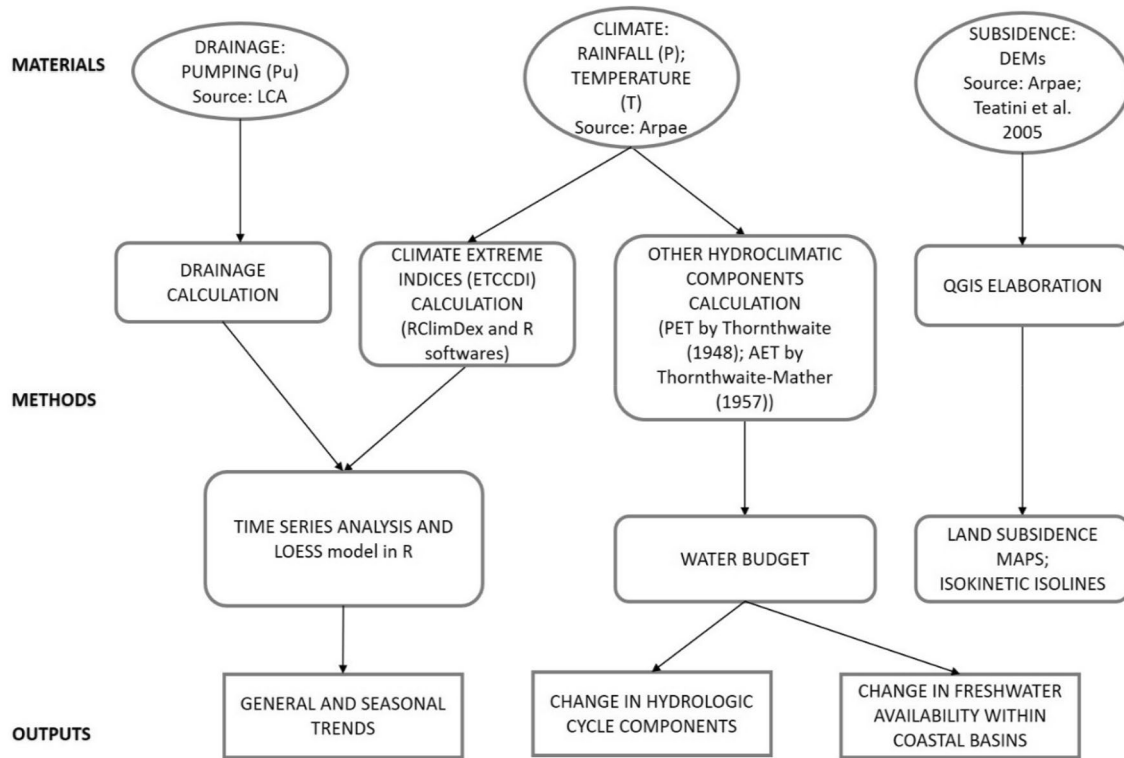 MATERIALS
DRAINAGE:
PUMPING (Pu)
Source: LCA
CLIMATE:
RAINFALL (P);
TEMPERATURE
(T)
Source: Arpae
SUBSIDENCE:
DEMs
Source: Arpae;
Teatini et al.
2005
METHODS
DRAINAGE
CALCULATION
CLIMATE EXTREME
INDICES (ETCCDI)
CALCULATION
(RClimDex and R
softwares)
OTHER HYDROCLIMATIC
COMPONENTS
CALCULATION
(PET by Thornthwaite
(1948); AET by
Thornthwaite-Mather
(1957))
QGIS ELABORATION
TIME SERIES ANALYSIS AND
LOESS model in R
WATER BUDGET
LAND SUBSIDENCE
MAPS;
ISOKINETIC ISOLINES
OUTPUTS
GENERAL AND SEASONAL
TRENDS
CHANGE IN HYDROLOGIC
CYCLE COMPONENTS
CHANGE IN FRESHWATER
AVAILABILITY WITHIN
COASTAL BASINS